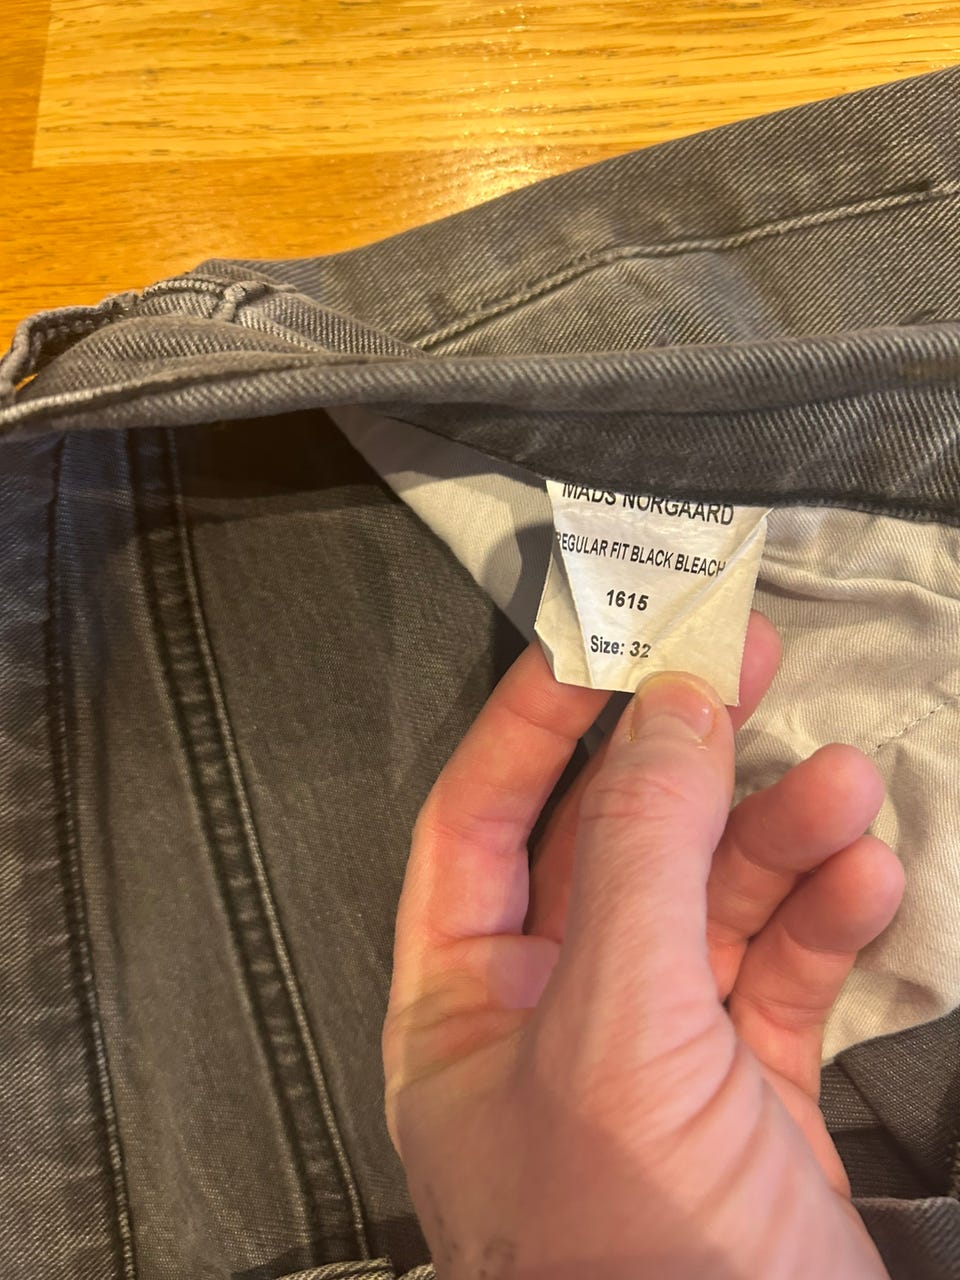 MADS NORGAARD
REGULAR FIT BLACK BLEACH
1615
Size: 32